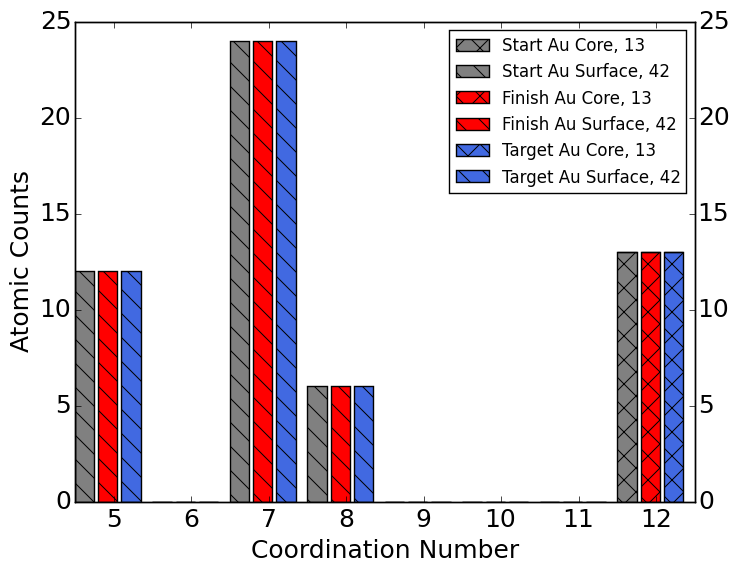 25
20
15
10
5
0
25
20
15
10
5
0
Atomic Counts
Start Au Core, 13
Start Au Surface, 42
Finish Au Core, 13
Finish Au Surface, 42
Target Au Core, 13
Target Au Surface, 42
5 6 7 8 9 10 11 12
Coordination Number